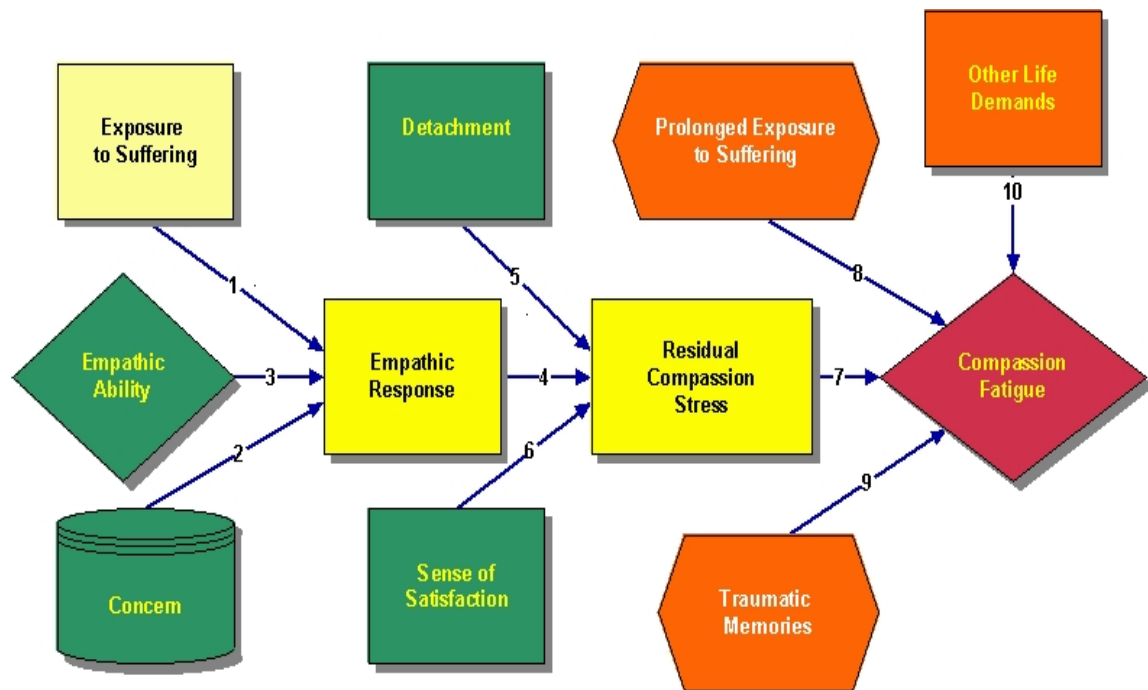 Exposure
to Suffering
Detachment
Prolonged Exposure
to Suffering
Other Life
Demands
10
1
5
8
Empathic
Ability
3
Empathic
Response
4
Residual
Compassion
Stress
7
Compassion
Fatigue
2
6
9
Concern
Sense of
Satisfaction
Traumatic
Memories